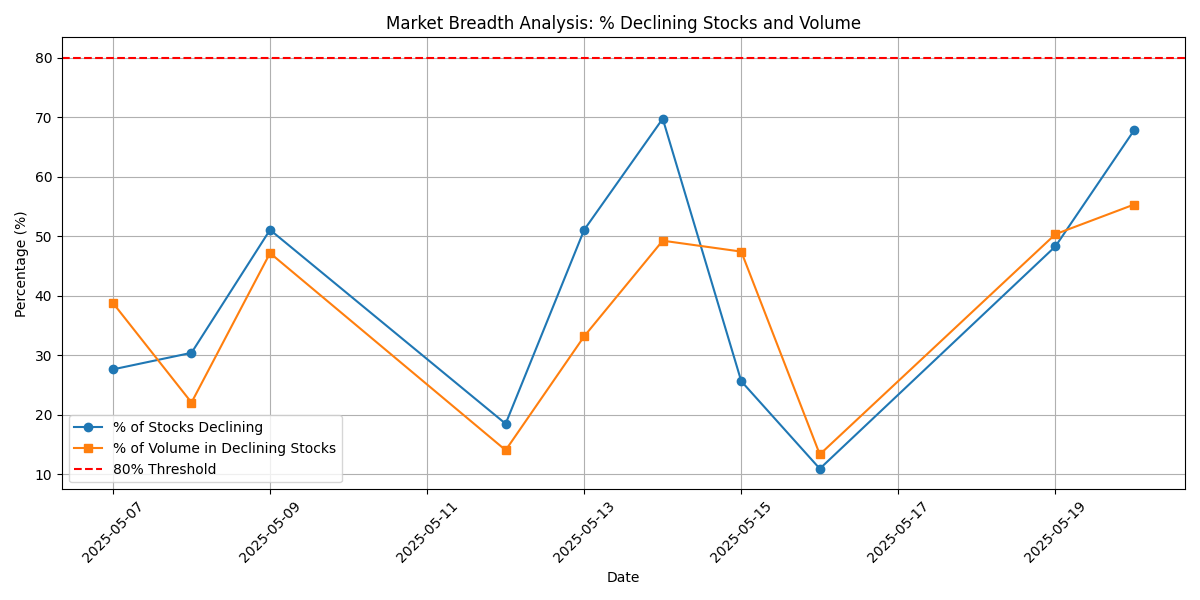 Market Breadth Analysis: % Declining Stocks and Volume
Percentage (%)
80
70
60
50
40
30
20
10
% of Stocks Declining
% of Volume in Declining Stocks
80% Threshold
2025-05-07
2025-05-09
2025-05-11
2025-05-13
2025-05-15
2025-05-17
2025-05-19
Date